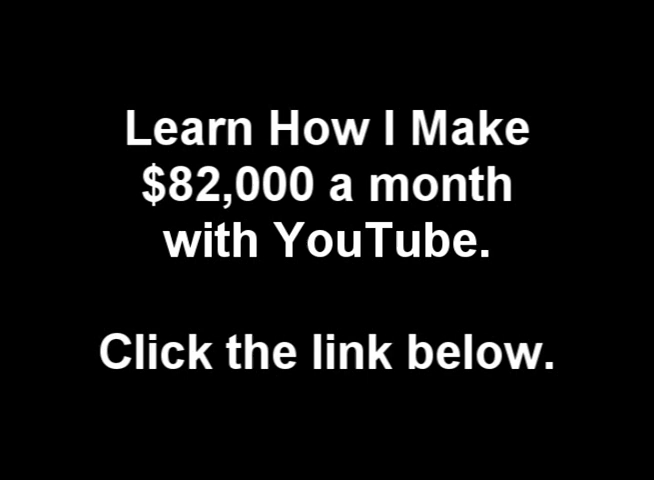 Learn How I Make
$82,000 a month
with YouTube.
Click the link below.